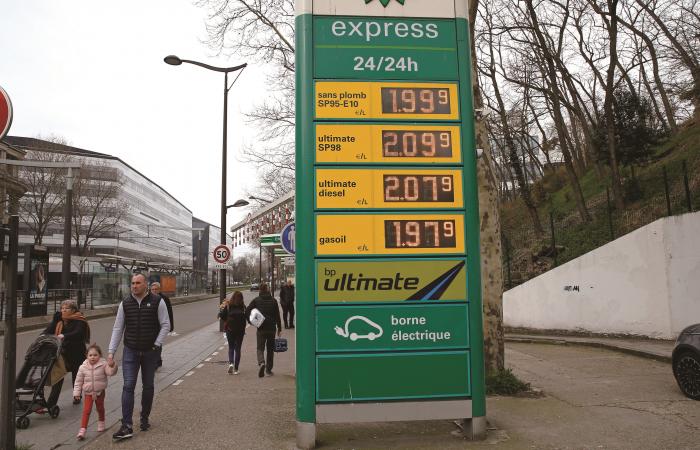 express
24/24h
sans plomb
SP95-E10
€/L
1.999
ultimate
SP98
€/L
2.099
ultimate
diesel
€/L
2.079
gasoil
€/L
1.979
bp
ultimate
borne
électrique
50